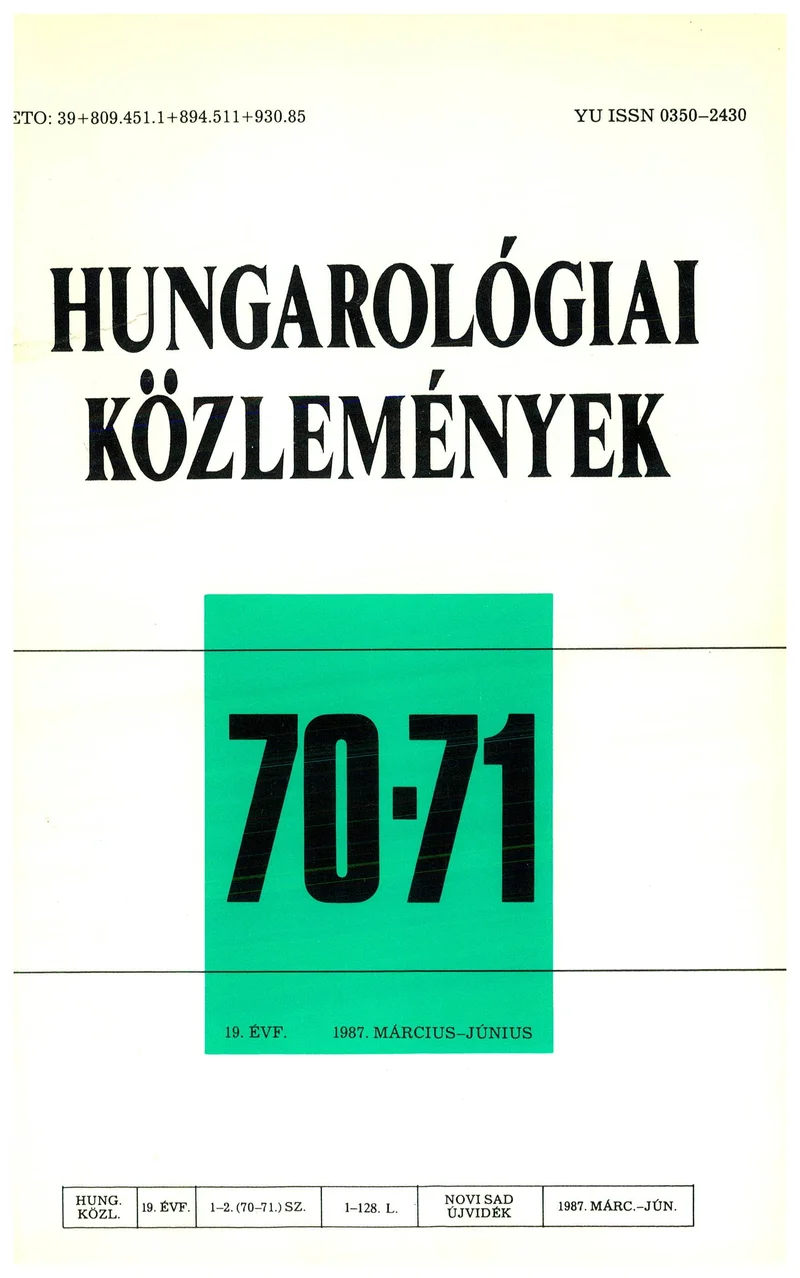 ETO: 39+809.451.1+894.511+930.85 YU ISSN 0350–2430
HUNGAROLÓGIAI
KÖZLEMÉNYEK
70-71
19. ÉVF. 1987. MÁRCIUS–JÚNIUS
HUNG. KÖZL. 19. ÉVF. 1–2. (70–71.) SZ. 1–128. L. NOVI SAD ÚJVIDÉK 1987. MÁRC.–JÚN.